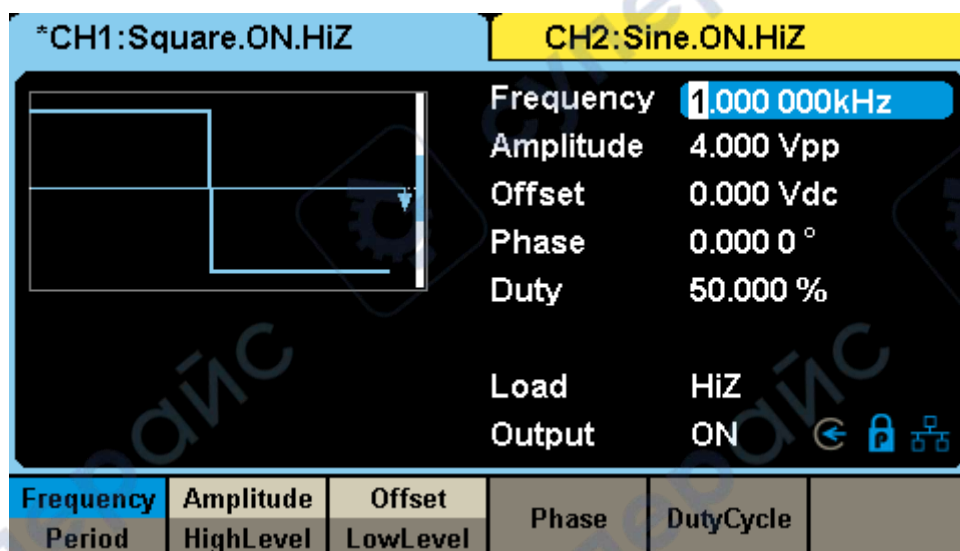 *CH1:Square.ON.HiZ
CH2:Sine.ON.HiZ
Frequency 1.000 000kHz
Amplitude 4.000 Vpp
Offset 0.000 Vdc
Phase 0.000 0 °
Duty 50.000 %
Load HiZ
Output ON
P
Frequency Amplitude Offset Phase DutyCycle
Period HighLevel LowLevel